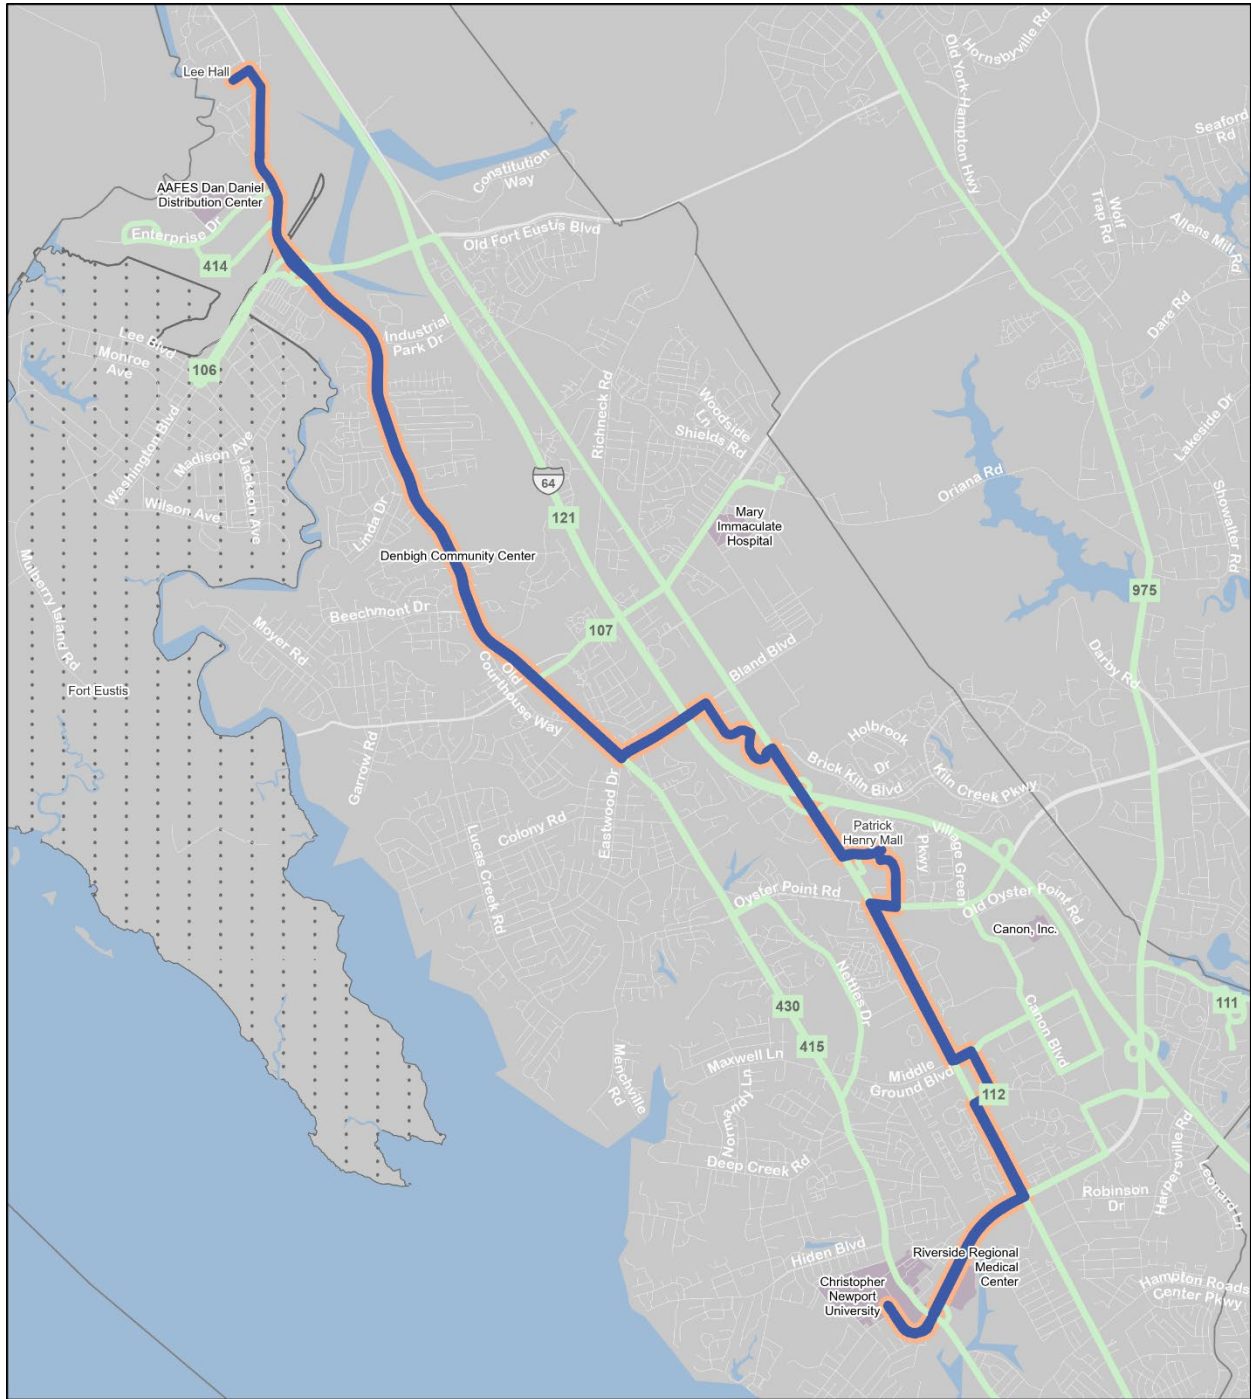 Hornsbyville Rd
Old York-Hampton Hwy
Lee Hall
Seaford
Rd
Constitution
Way
AAFES Dan Daniel
Distribution Center
Wolf
Trap Rd
Allens Mill Rd
Enterprise Dr
Old Fort Eustis Blvd
414
Dare Rd
Lee Blvd
Industrial
Park Dr
Monroe
Ave
106
Richneck Rd
Woodside
Ln
Shields Rd
Lakeside Dr
Washington Blvd
Madison Ave
Jackson Ave
Wilson Ave
64
Oriana Rd
Showalter Rd
121
Linda Dr
Mary
Immaculate
Hospital
Denbigh Community Center
Mulberry Island Rd
975
Beechmont Dr
Moyer Rd
107
Bland Blvd
Darby Rd
Fort Eustis
Old
Courthouse Way
Garrow Rd
Holbrook
Dr
Brick Kiln Blvd
Kiln Creek Pkwy
Eastwood Dr
Colony Rd
Lucas Creek Rd
Patrick
Henry Mall
Pkwy
Village Green
Oyster Point Rd
Old Oyster Point
Rd
Canon, Inc.
Nettles Dr
430
Canon Blvd
111
415
Maxwell Ln
Menchville
Rd
Middle
Ground Blvd
112
Normandy Ln
Deep Creek Rd
Harpersville Rd
Leonard Ln
Robinson
Dr
Hiden Blvd
Riverside Regional
Medical
Center
Christopher
Newport
University
Hampton Roads
Center Pkwy